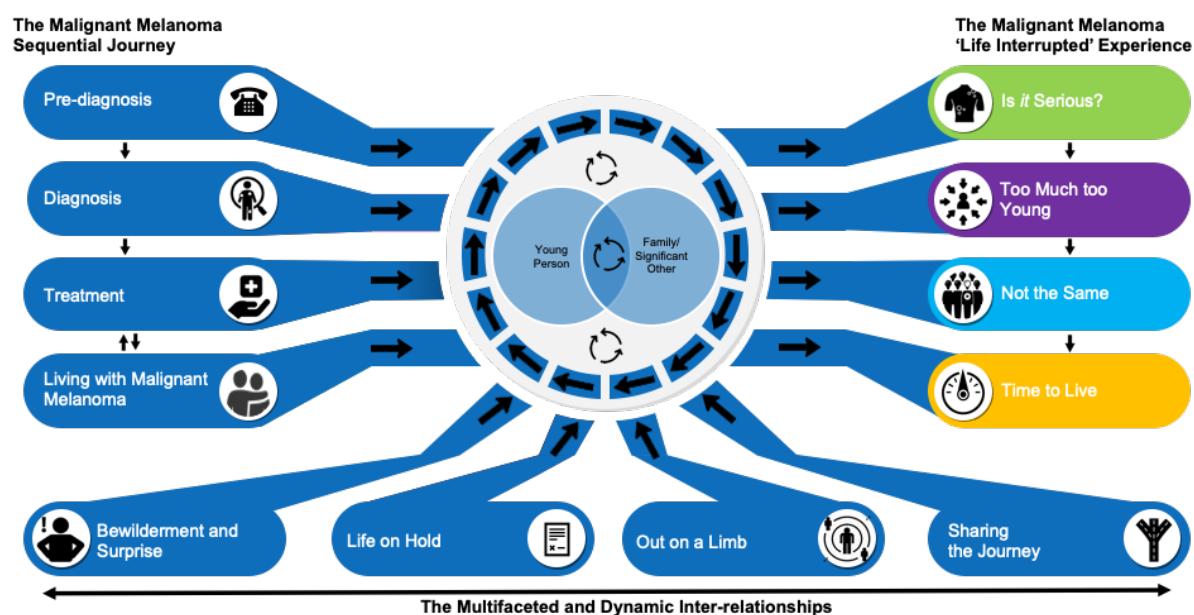 The Malignant Melanoma
Sequential Journey
The Malignant Melanoma
‘Life Interrupted’ Experience
Pre-diagnosis
Is it Serious?
Diagnosis
Too Much too
Young
Young
Person
Family/
Significant
Other
Treatment
Not the Same
Living with Malignant
Melanoma
Time to Live
Bewilderment and
Surprise
Life on Hold
Out on a Limb
Sharing
the Journey
The Multifaceted and Dynamic Inter-relationships